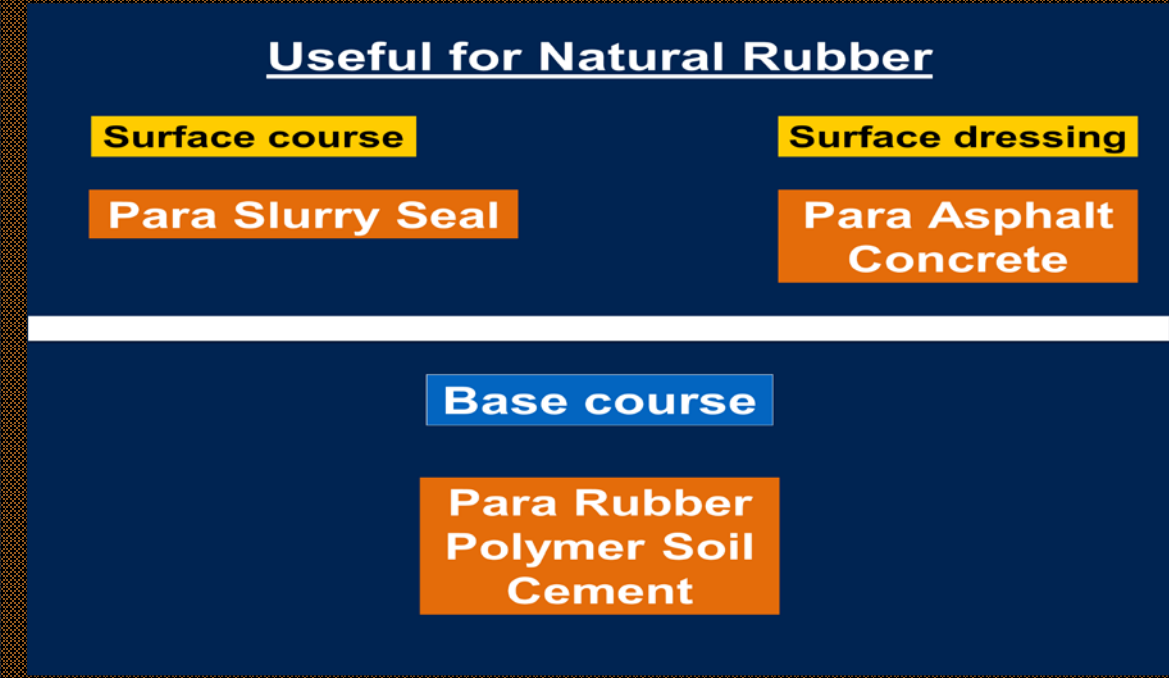 Useful for Natural Rubber
Surface course
Surface dressing
Para Slurry Seal
Para Asphalt
Concrete
Base course
Para Rubber
Polymer Soil
Cement